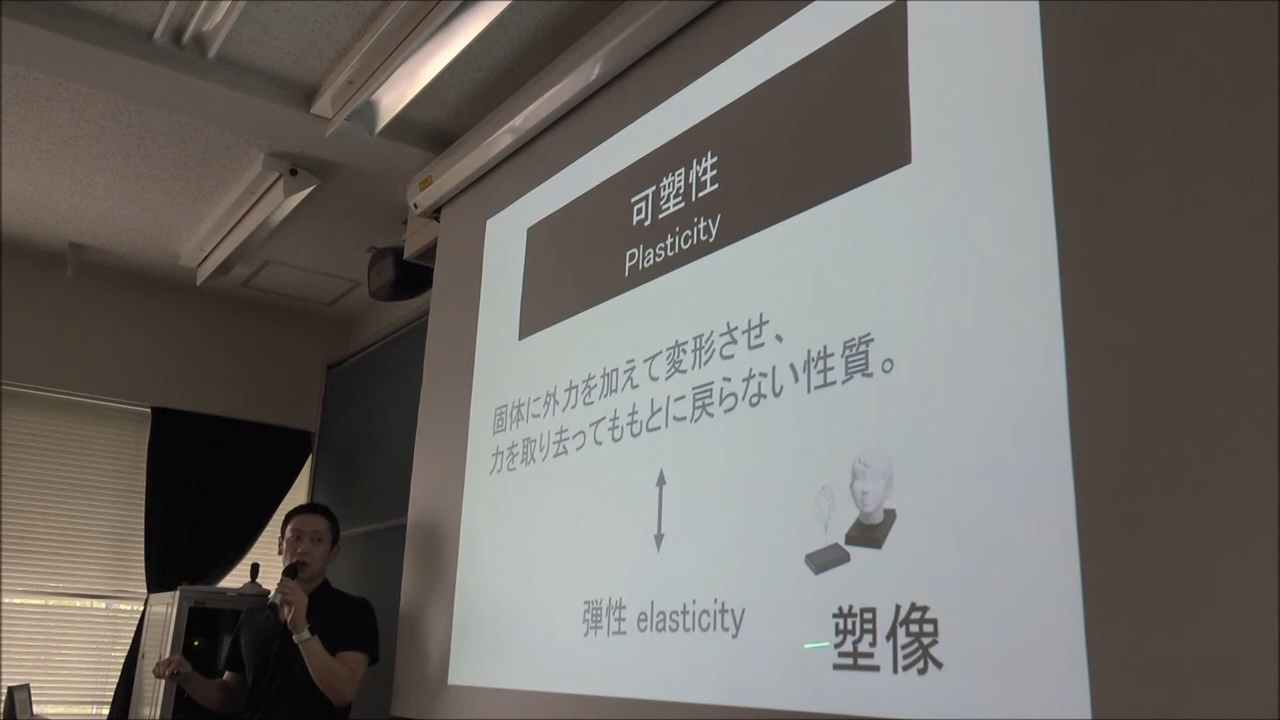 可塑性
Plasticity
固体に外力を加えて変形させ、
力を取り去ってももとに戻らない性質。
弾性 elasticity
塑像